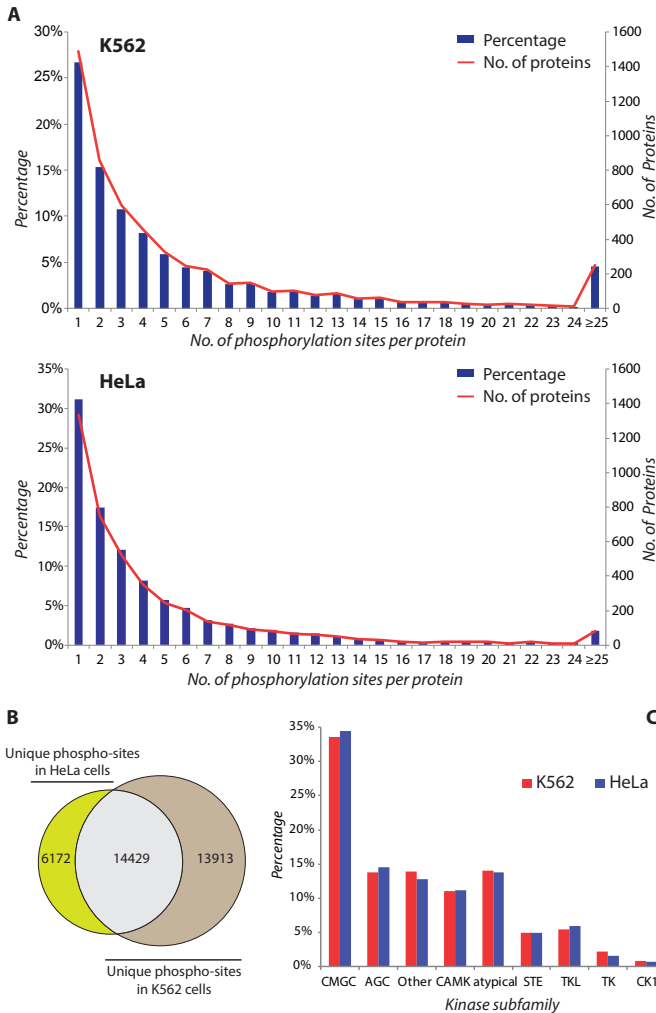 A
K562
Percentage
No. of proteins
30%
25%
20%
15%
10%
5%
0%
Percentage
1600
1400
1200
1000
800
600
400
200
0
No. of Proteins
1 2 3 4 5 6 7 8 9 10 11 12 13 14 15 16 17 18 19 20 21 22 23 24 ≥25
No. of phosphorylation sites per protein
HeLa
Percentage
No. of proteins
35%
30%
25%
20%
15%
10%
5%
0%
Percentage
1600
1400
1200
1000
800
600
400
200
0
No. of Proteins
1 2 3 4 5 6 7 8 9 10 11 12 13 14 15 16 17 18 19 20 21 22 23 24 ≥25
No. of phosphorylation sites per protein
B
Unique phospho-sites
in HeLa cells
6172 14429 13913
Unique phospho-sites
in K562 cells
C
K562 HeLa
35%
30%
25%
20%
15%
10%
5%
0%
Percentage
CMGC AGC Other CAMK atypical STE TKL TK CK1
Kinase subfamily